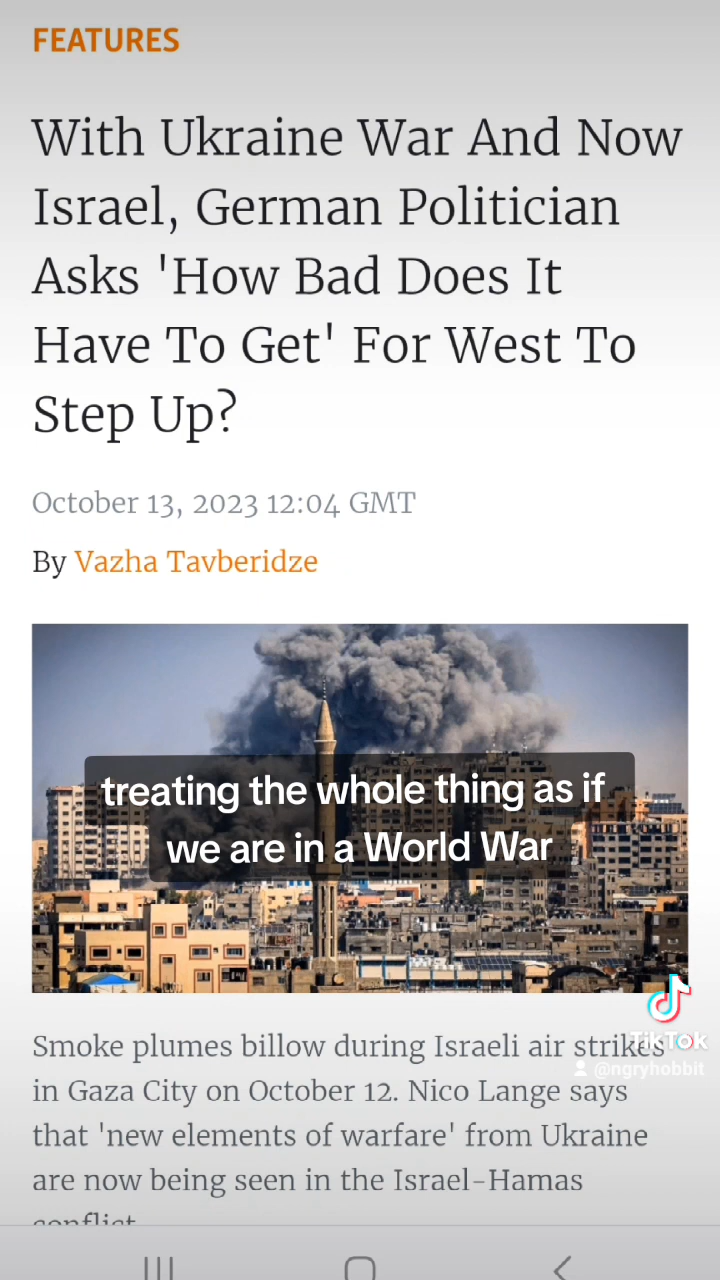 FEATURES
With Ukraine War And Now
Israel, German Politician
Asks 'How Bad Does It
Have To Get' For West To
Step Up?
October 13, 2023 12:04 GMT
By Vazha Tavberidze
treating the whole thing as if
we are in a World War
TikTok
@ngryhobbit
Smoke plumes billow during Israeli air strikes
in Gaza City on October 12. Nico Lange says
that 'new elements of warfare' from Ukraine
are now being seen in the Israel-Hamas
conflict